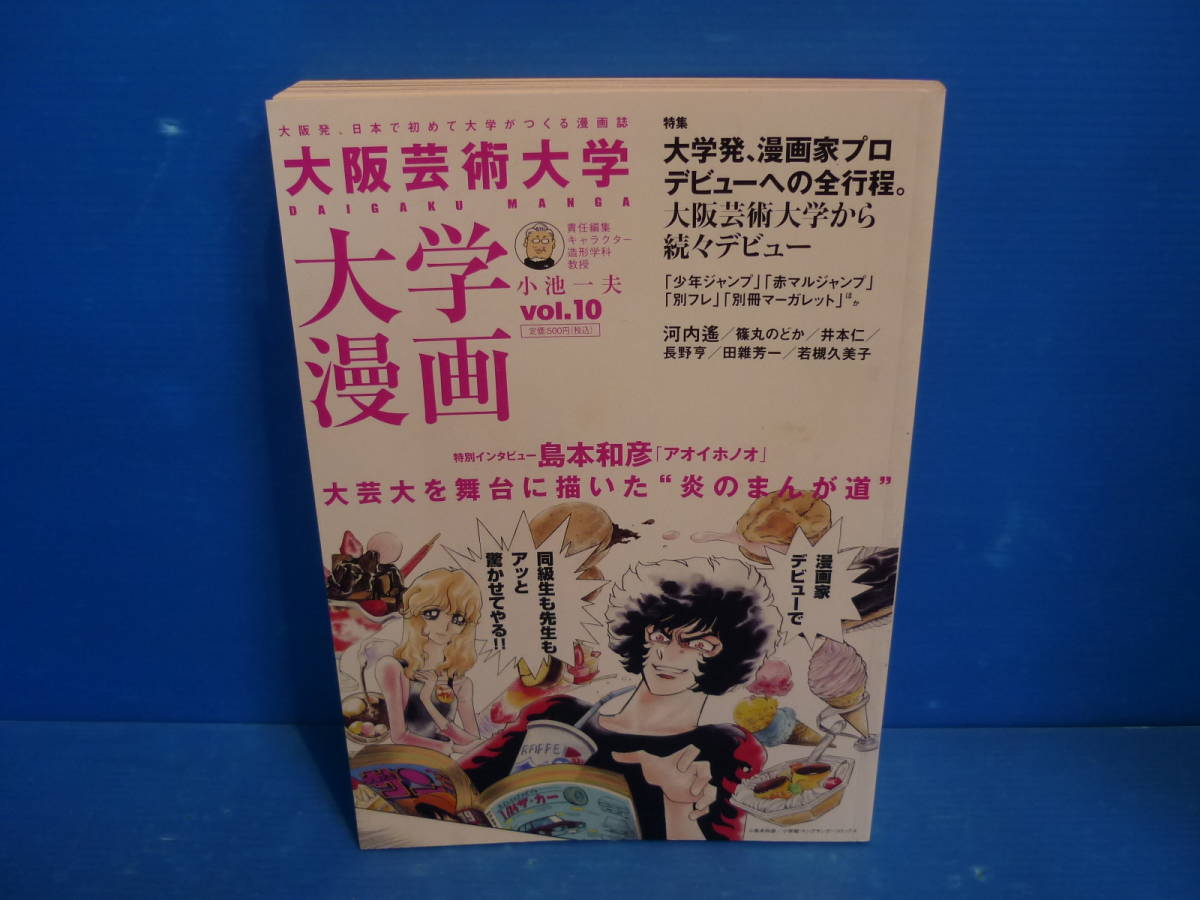 大阪発、日本で初めて大学がつくる漫画誌
大阪芸術大学
DAIGAKU MANGA
大学
漫画
責任編集
キャラクター
造形学科
教授
小池一夫
vol.10
定価:500円(税込)
特集
大学発、漫画家プロ
デビューへの全行程。
大阪芸術大学から
続々デビュー
「少年ジャンプ」「赤マルジャンプ」
「別フレ」「別冊マーガレット」ほか
河内遙／篠丸のどか／井本仁／
長野亨／田雜芳一／若槻久美子
特別インタビュー 島本和彦「アオイホノオ」
大芸大を舞台に描いた“炎のまんが道”
漫画家
デビューで
同級生も先生も
アッと
驚かせてやる!!